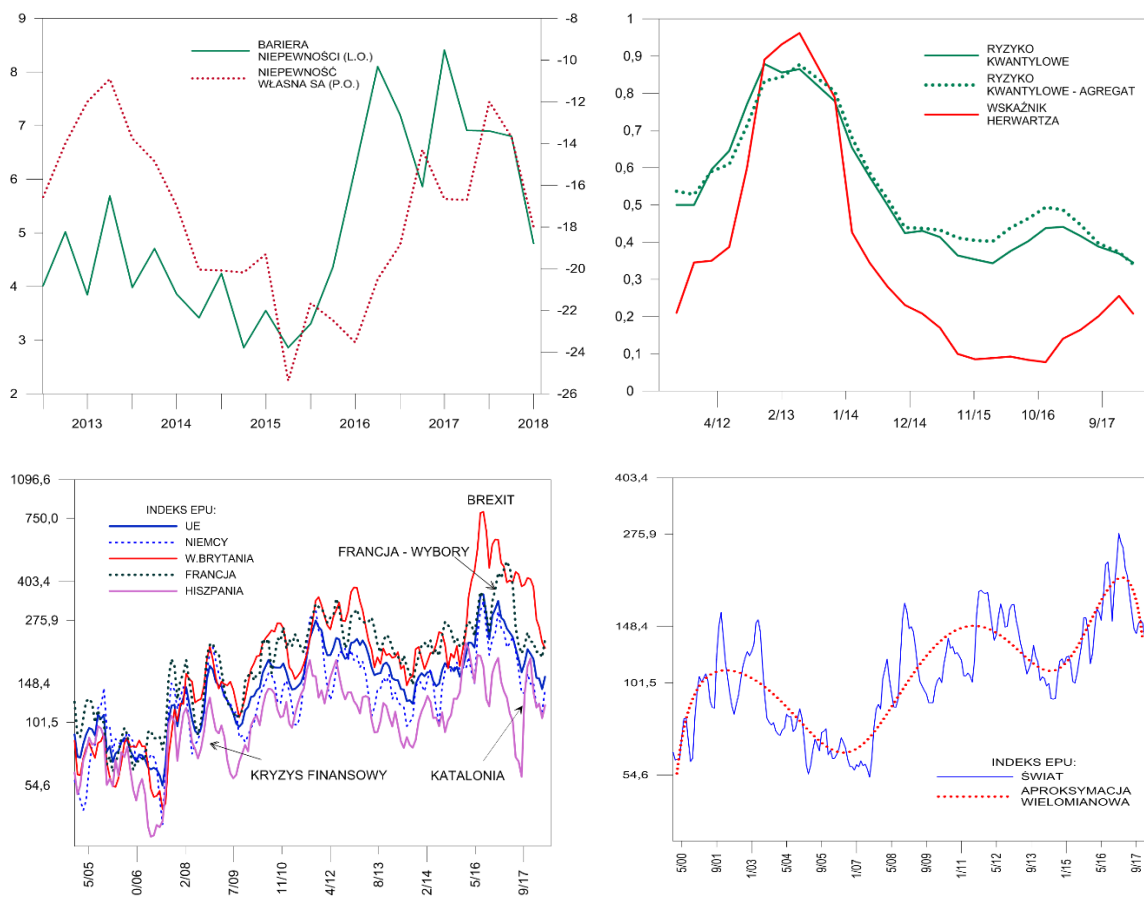 9
8
7
6
5
4
3
2
-8
-10
-12
-14
-16
-18
-20
-22
-24
-26
BARIERA
NIEPEWNOŚCI (L.O.)
NIEPEWNOŚĆ
WŁASNA SA (P.O.)
2013 2014 2015 2016 2017 2018
1
0,9
0,8
0,7
0,6
0,5
0,4
0,3
0,2
0,1
0
RYZYKO
KWANTYLOWE
RYZYKO
KWANTYLOWE - AGREGAT
WSKAŹNIK
HERWARTZA
4/12 2/13 1/14 12/14 11/15 10/16 9/17
1096,6
750,0
403,4
275,9
148,4
101,5
54,6
INDEKS EPU:
UE
NIEMCY
W.BRYTANIA
FRANCJA
HISZPANIA
BREXIT
FRANCJA - WYBORY
KRYZYS FINANSOWY
KATALONIA
5/05 0/06 2/08 7/09 11/10 4/12 8/13 2/14 5/16 9/17
403,4
275,9
148,4
101,5
54,6
INDEKS EPU:
ŚWIAT
APROKSYMACJA
WIELOMIANOWA
5/00 9/01 1/03 5/04 9/05 1/07 5/08 9/09 1/11 5/12 9/13 1/15 5/16 9/17